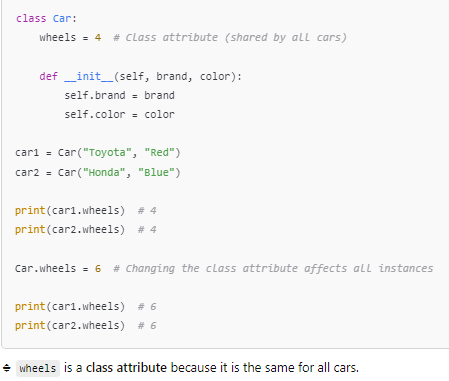 class Car:
    wheels = 4  # Class attribute (shared by all cars)
    def __init__(self, brand, color):
        self.brand = brand
        self.color = color
car1 = Car("Toyota", "Red")
car2 = Car("Honda", "Blue")
print(car1.wheels)  # 4
print(car2.wheels)  # 4
Car.wheels = 6  # Changing the class attribute affects all instances
print(car1.wheels)  # 6
print(car2.wheels)  # 6
wheels is a class attribute because it is the same for all cars.